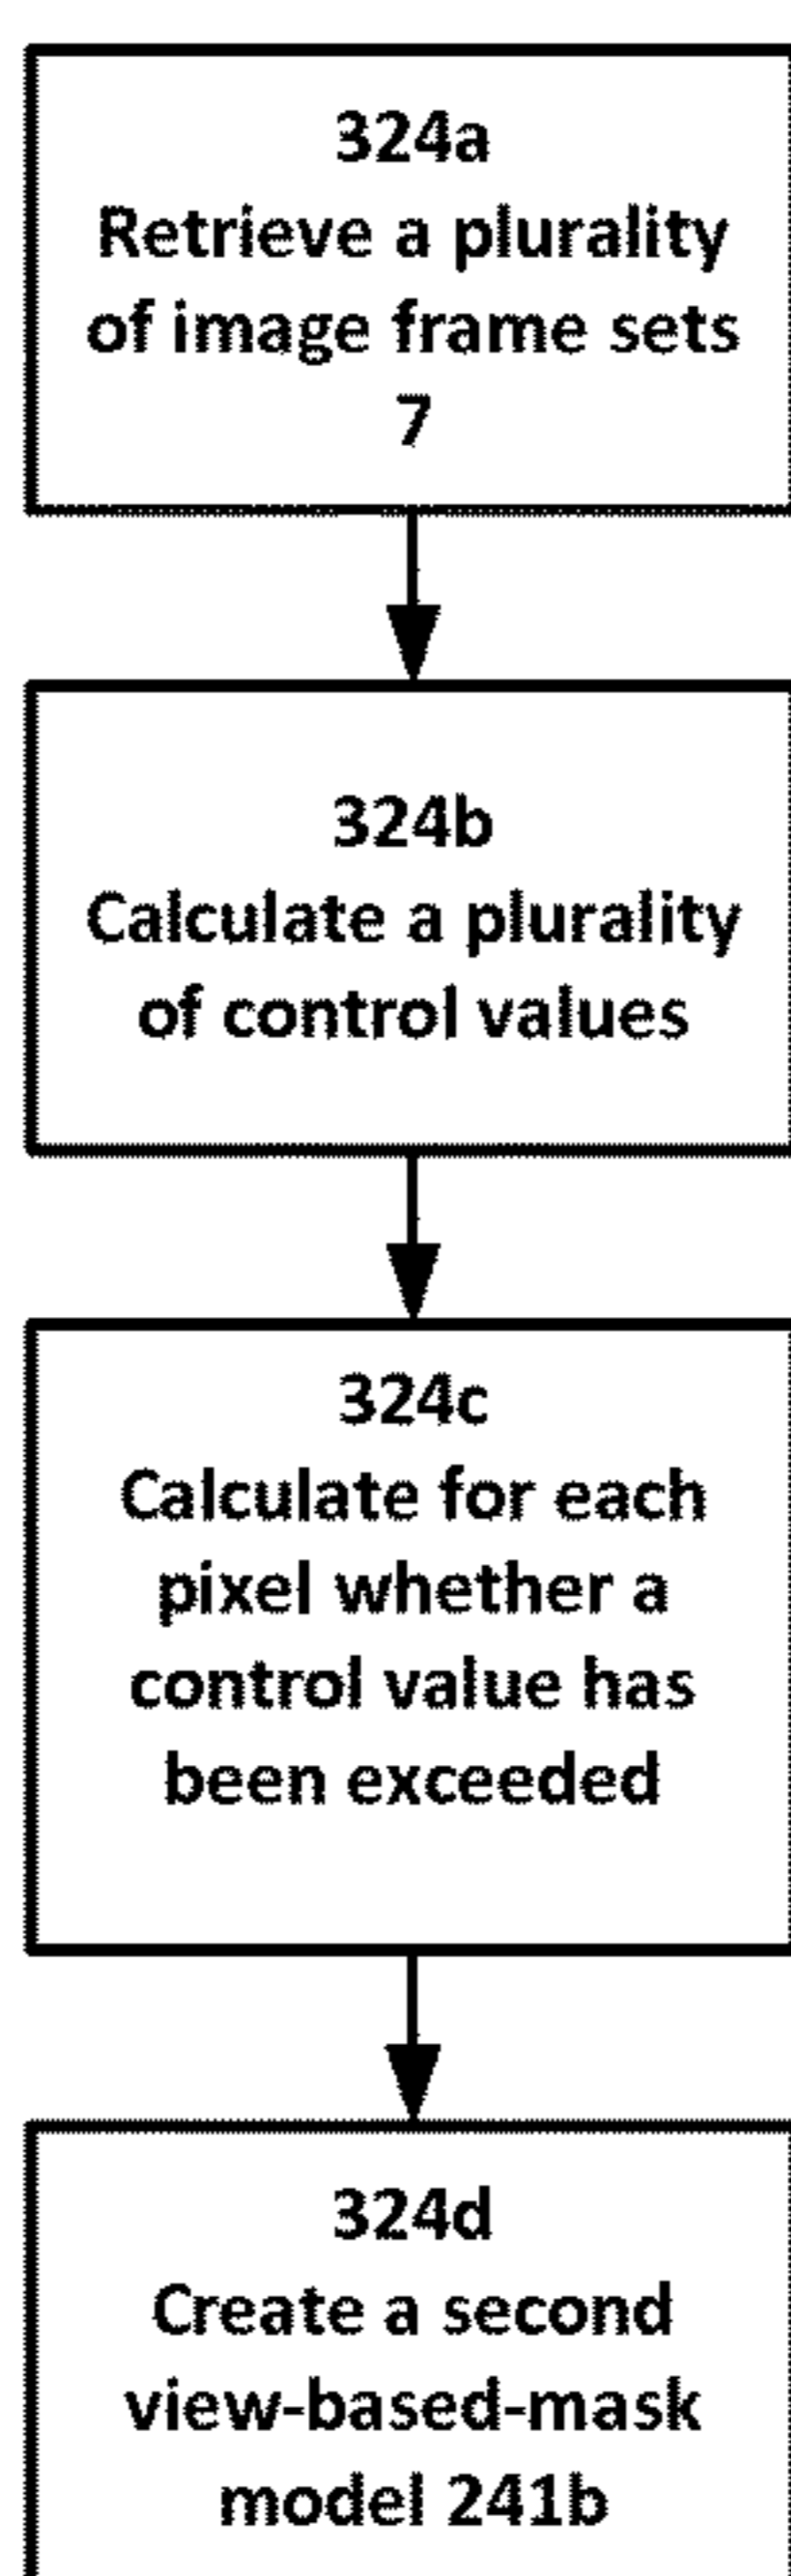 324a
Retrieve a plurality
of image frame sets
7
324b
Calculate a plurality
of control values
324c
Calculate for each
pixel whether a
control value has
been exceeded
324d
Create a second
view-based-mask
model 241b